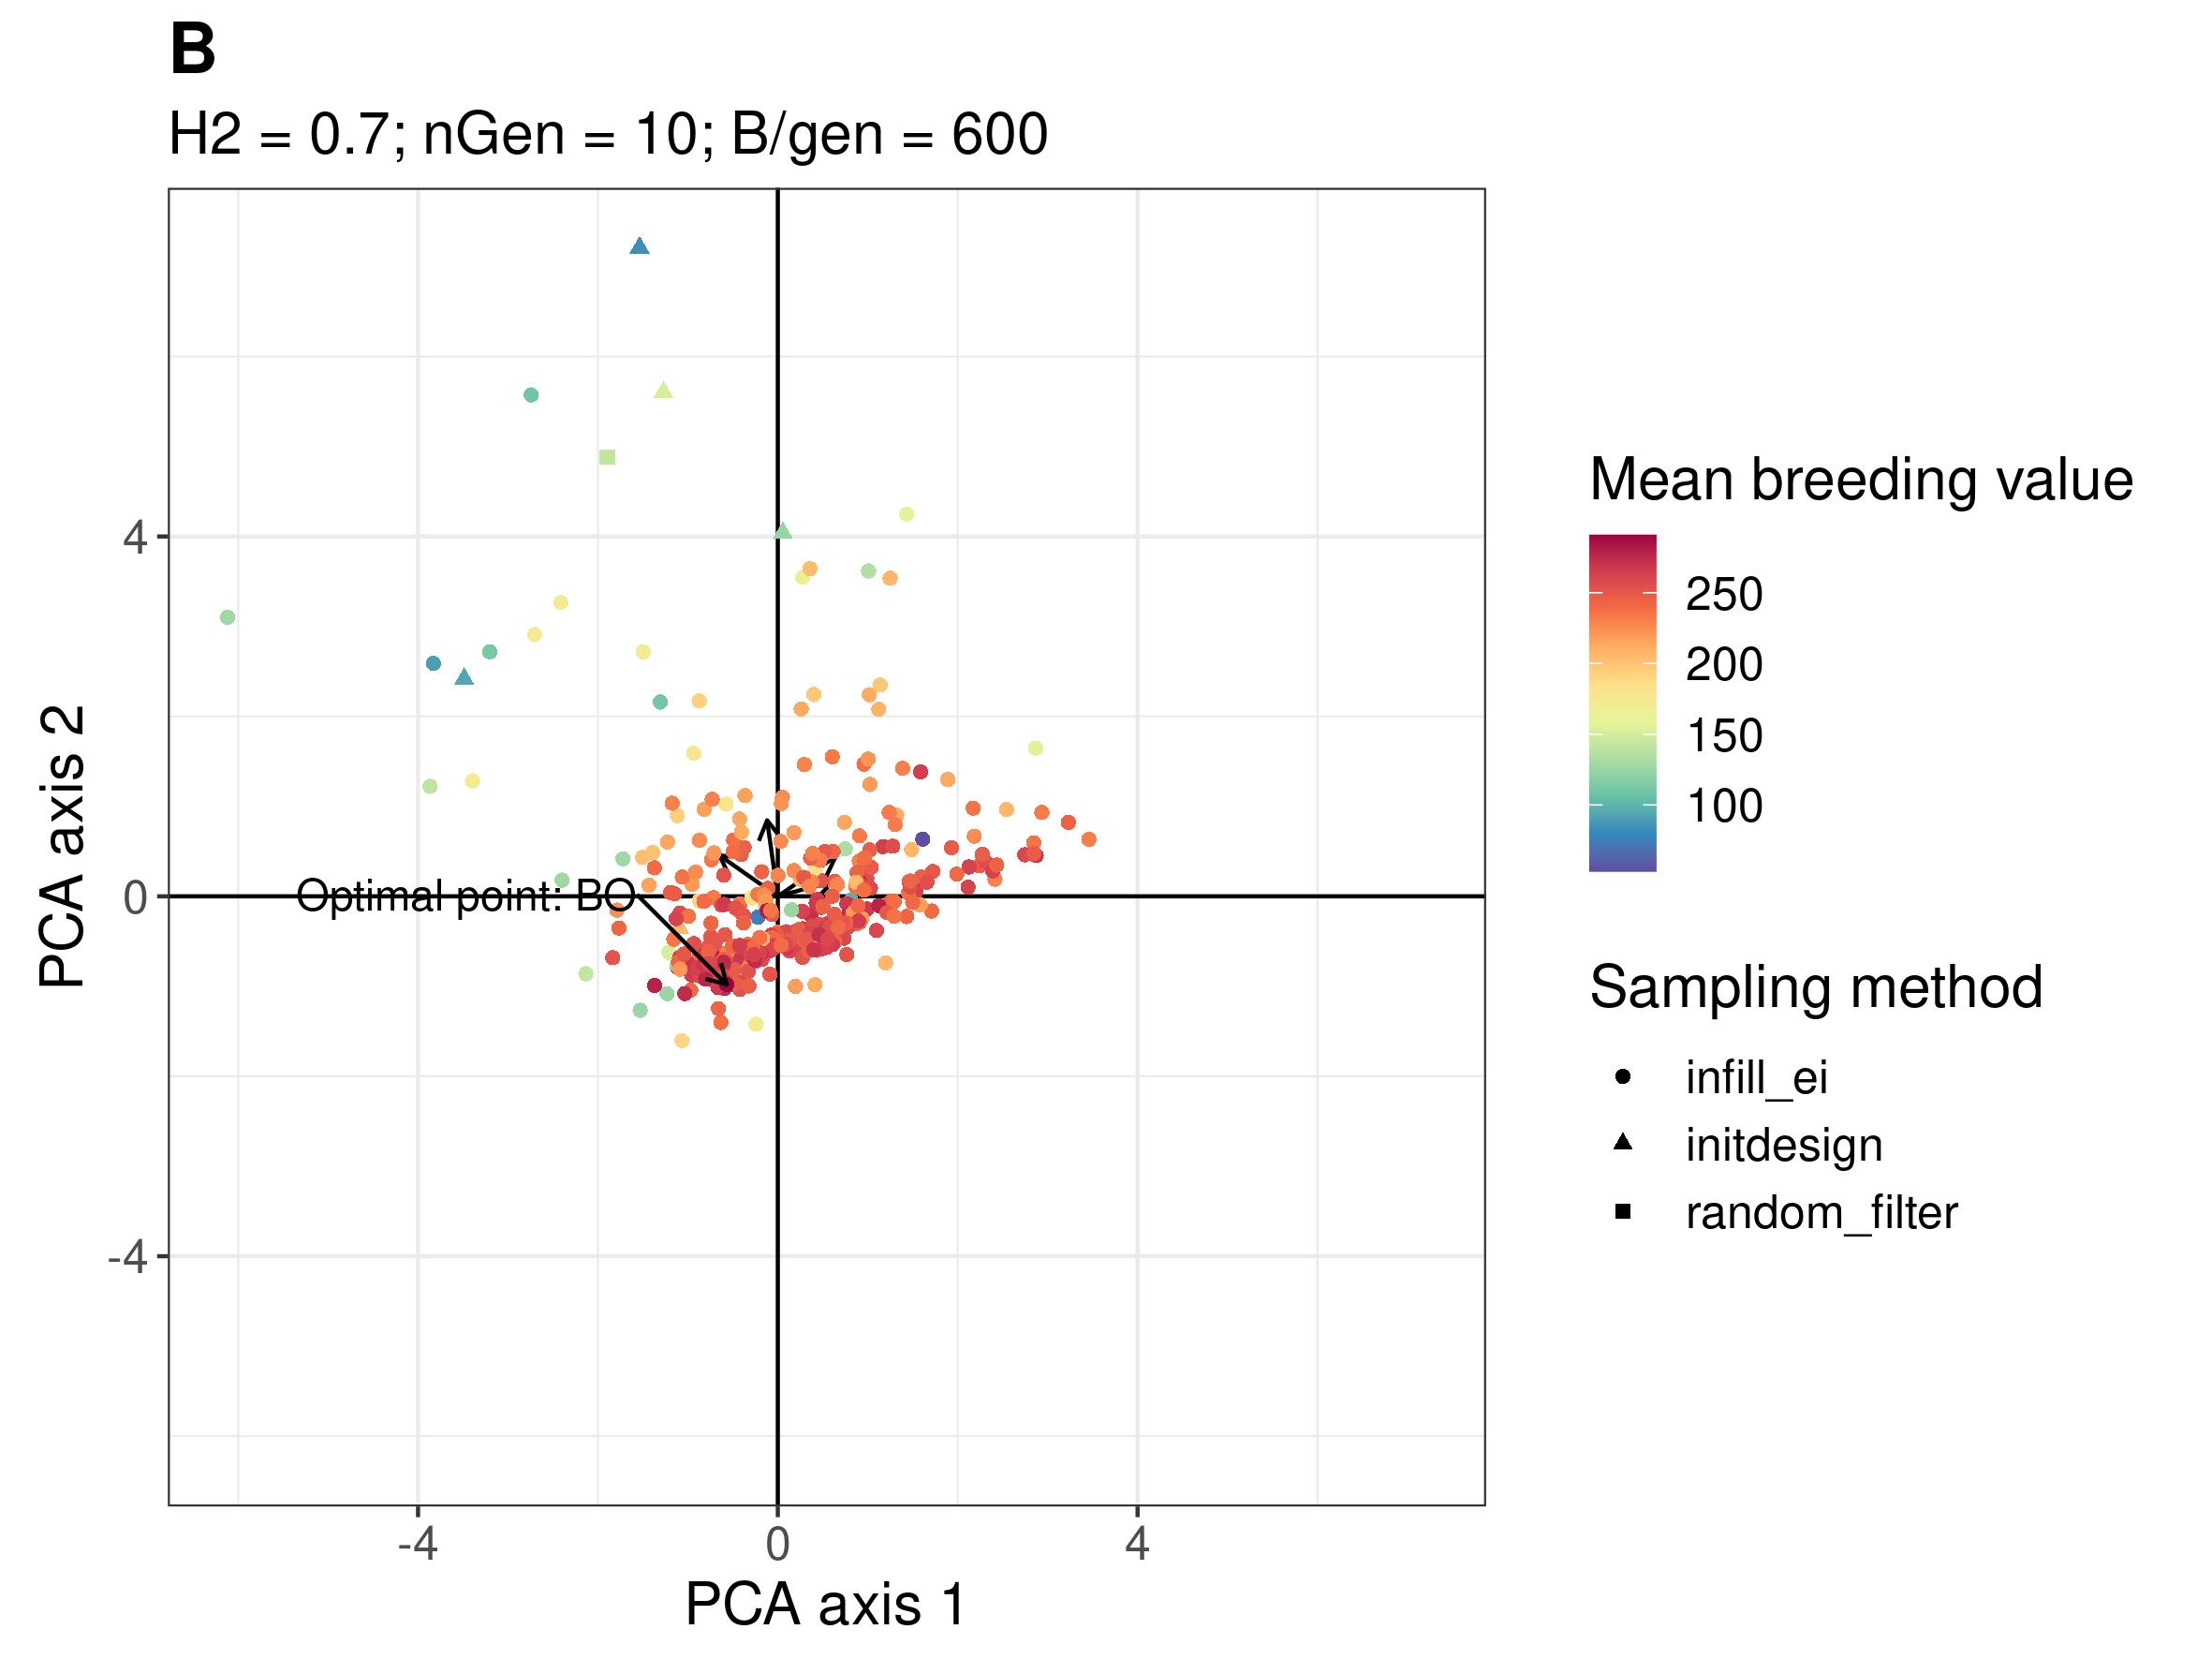 B
H2 = 0.7; nGen = 10; B/gen = 600
PCA axis 2
4
0
-4
Optimal point: BO
-4
0
4
PCA axis 1
Mean breeding value
250
200
150
100
Sampling method
infill_ei
initdesign
random_filter